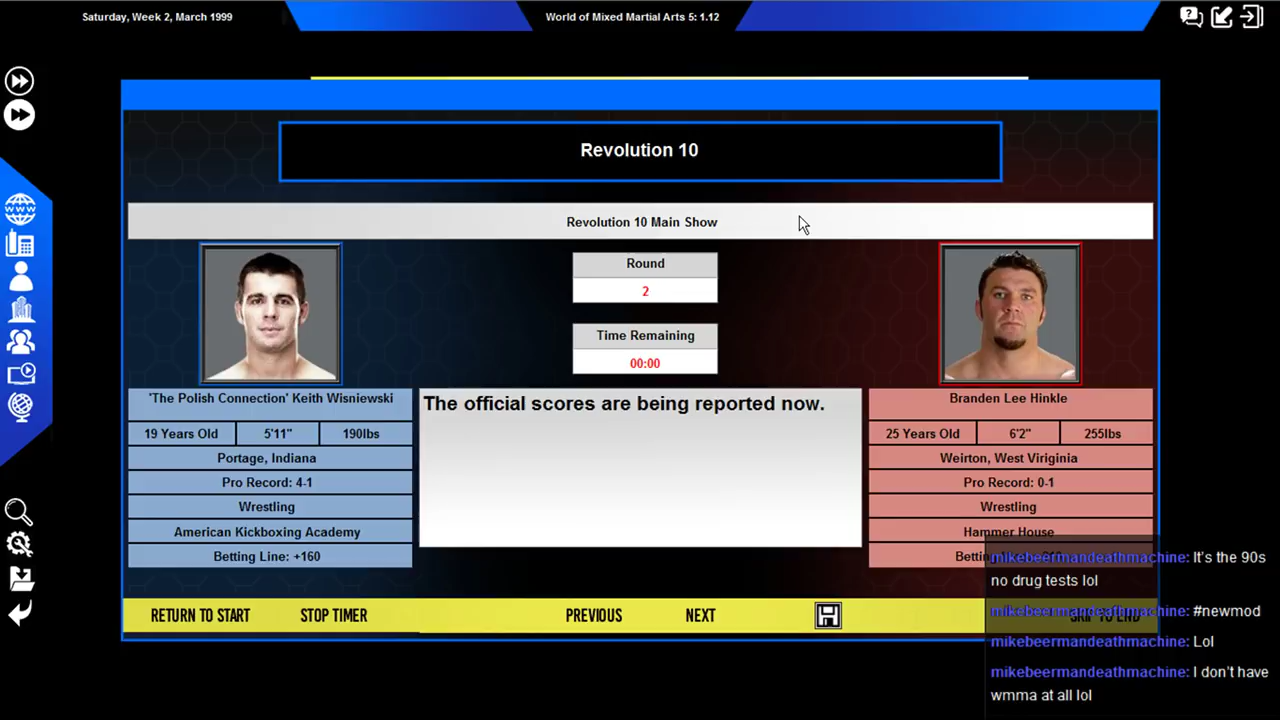 Saturday, Week 2, March 1999
World of Mixed Martial Arts 5: 1.12
Revolution 10
Revolution 10 Main Show
Round
2
Time Remaining
00:00
'The Polish Connection' Keith Wisniewski
19 Years Old 5'11" 190lbs
Portage, Indiana
Pro Record: 4-1
Wrestling
American Kickboxing Academy
Betting Line: +160
The official scores are being reported now.
Branden Lee Hinkle
25 Years Old 6'2" 255lbs
Weirton, West Viriginia
Pro Record: 0-1
Wrestling
Hammer House
RETURN TO START STOP TIMER PREVIOUS NEXT SKIP TO END
mikebeermandeathmachine: It's the 90s
no drug tests lol
mikebeermandeathmachine: #newmod
mikebeermandeathmachine: Lol
mikebeermandeathmachine: I don't have
wmma at all lol